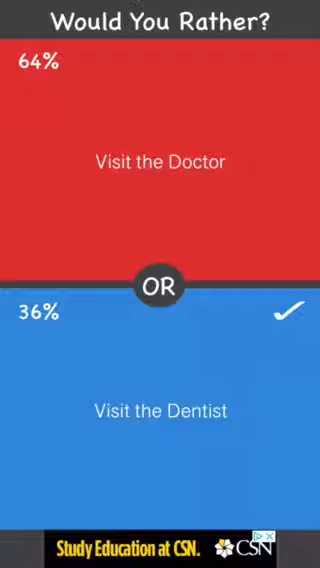 Would You Rather?
64%
Visit the Doctor
OR
36%
Visit the Dentist
Study Education at CSN. CSN